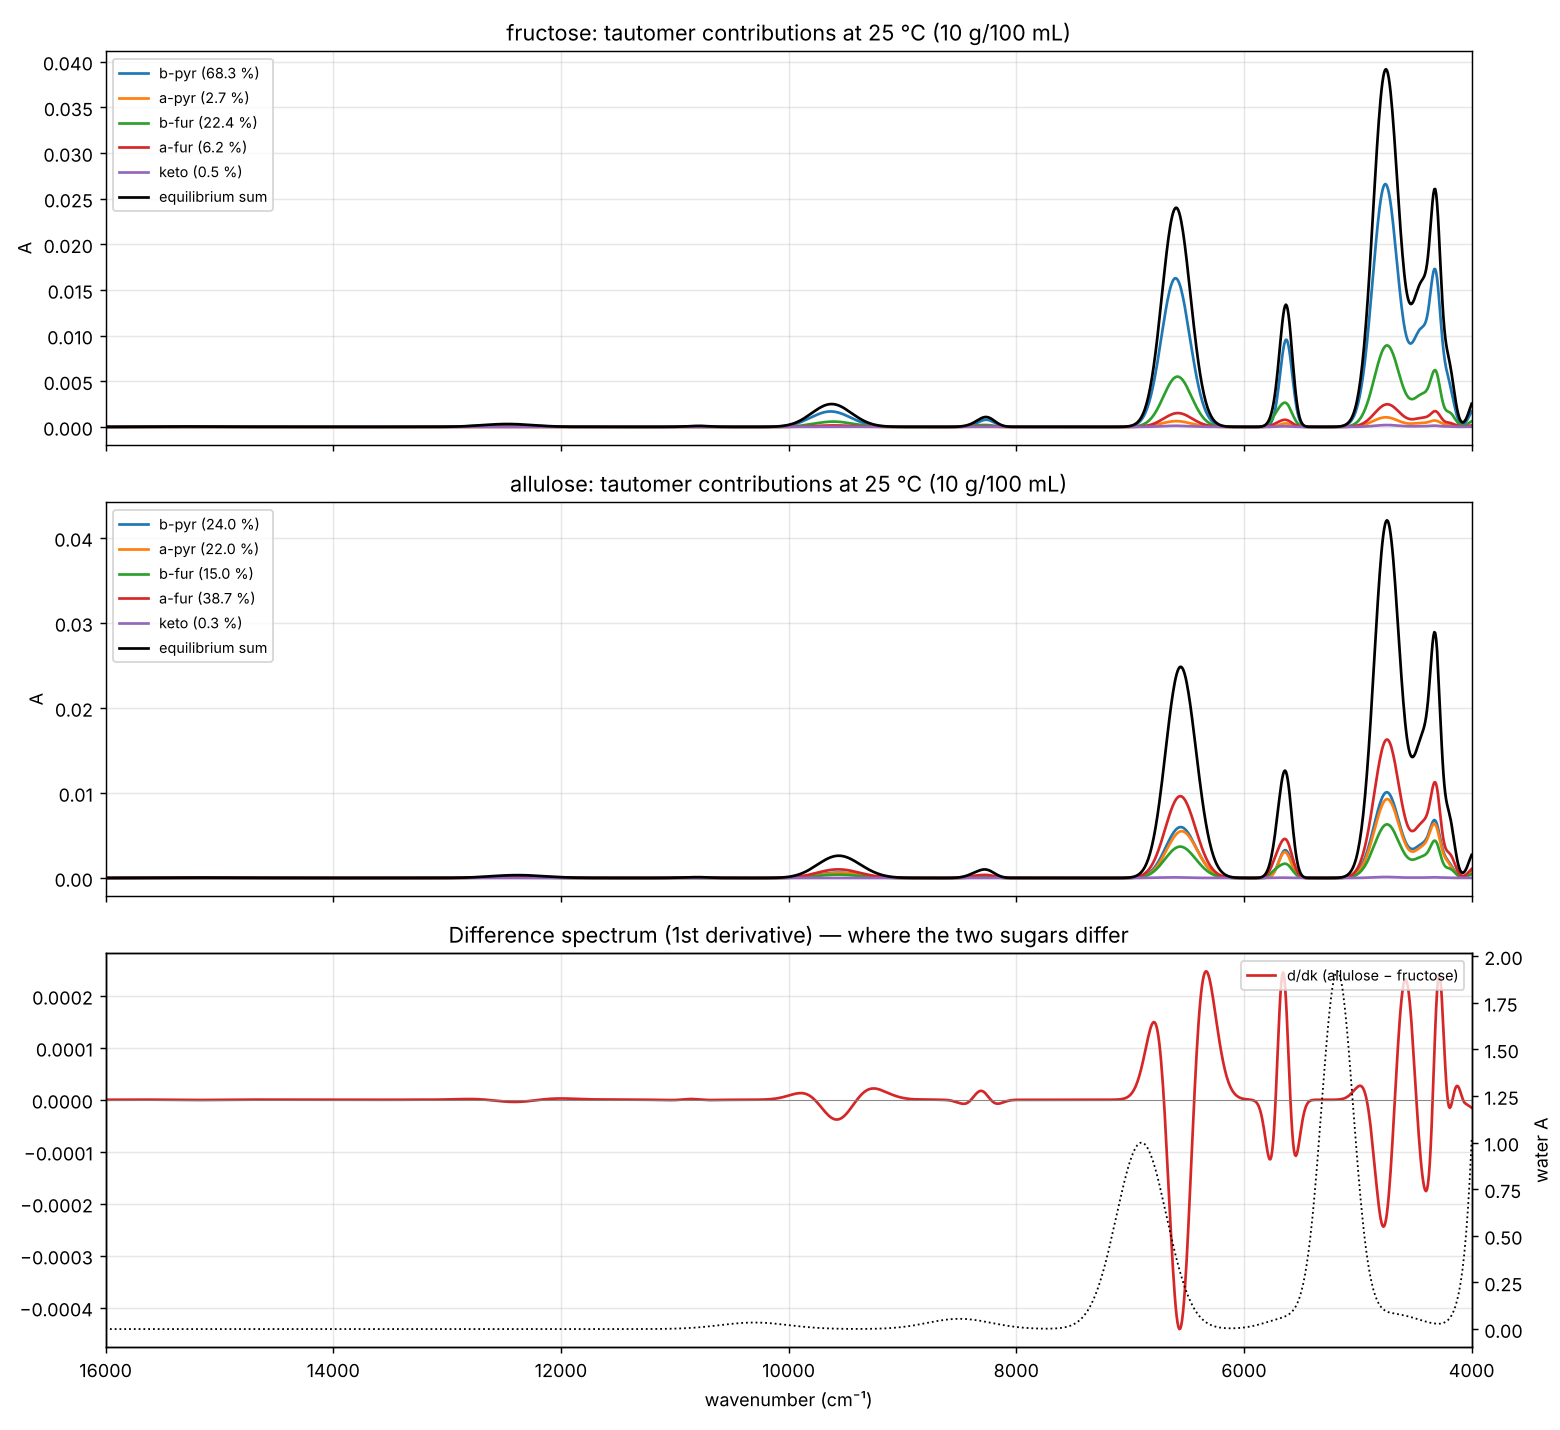 fructose: tautomer contributions at 25 °C (10 g/100 mL)
0.040
0.035
0.030
0.025
0.020
0.015
0.010
0.005
0.000
A
b-pyr (68.3 %)
a-pyr (2.7 %)
b-fur (22.4 %)
a-fur (6.2 %)
keto (0.5 %)
equilibrium sum
allulose: tautomer contributions at 25 °C (10 g/100 mL)
0.04
0.03
0.02
0.01
0.00
A
b-pyr (24.0 %)
a-pyr (22.0 %)
b-fur (15.0 %)
a-fur (38.7 %)
keto (0.3 %)
equilibrium sum
Difference spectrum (1st derivative) — where the two sugars differ
0.0002
0.0001
0.0000
−0.0001
−0.0002
−0.0003
−0.0004
d/dk (allulose − fructose)
2.00
1.75
1.50
1.25
1.00
0.75
0.50
0.25
0.00
water A
16000 14000 12000 10000 8000 6000 4000
wavenumber (cm⁻¹)